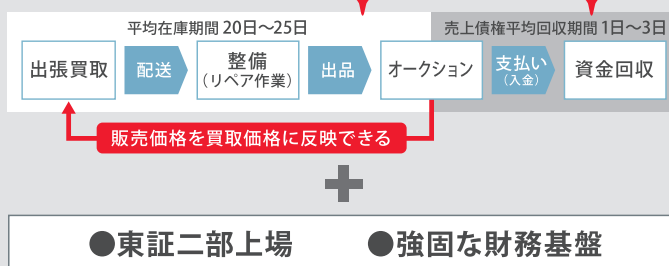 平均在庫期間 20日～25日
売上債権平均回収期間 1日～3日
出張買取
配送
整備
（リペア作業）
出品
オークション
支払い
（入金）
資金回収
販売価格を買取価格に反映できる
●東証二部上場
●強固な財務基盤